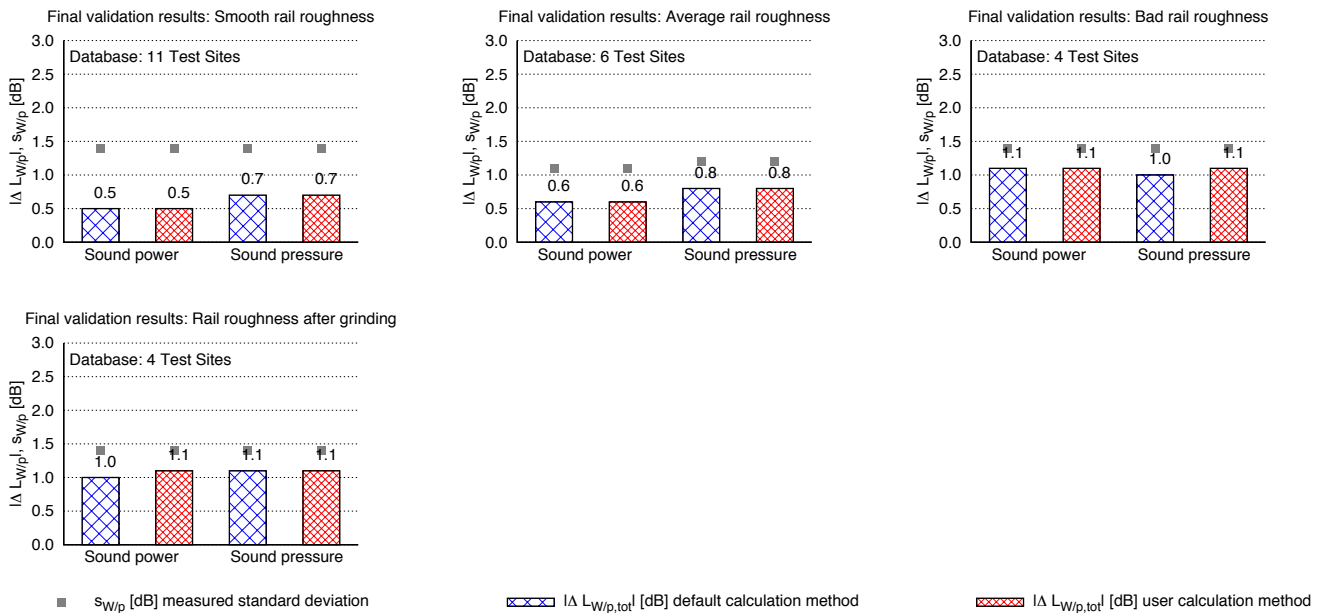 Final validation results: Smooth rail roughness
3.0
2.5
2.0
1.5
1.0
0.5
0.0
|Δ L_W/p|, s_W/p [dB]
Database: 11 Test Sites
0.5 0.5 0.7 0.7
Sound power Sound pressure
Final validation results: Average rail roughness
3.0
2.5
2.0
1.5
1.0
0.5
0.0
|Δ L_W/p|, s_W/p [dB]
Database: 6 Test Sites
0.6 0.6 0.8 0.8
Sound power Sound pressure
Final validation results: Bad rail roughness
3.0
2.5
2.0
1.5
1.0
0.5
0.0
|Δ L_W/p|, s_W/p [dB]
Database: 4 Test Sites
1.1 1.1 1.0 1.1
Sound power Sound pressure
Final validation results: Rail roughness after grinding
3.0
2.5
2.0
1.5
1.0
0.5
0.0
|Δ L_W/p|, s_W/p [dB]
Database: 4 Test Sites
1.0 1.1 1.1 1.1
Sound power Sound pressure
s_W/p [dB] measured standard deviation
|Δ L_W/p,tot| [dB] default calculation method
|Δ L_W/p,tot| [dB] user calculation method